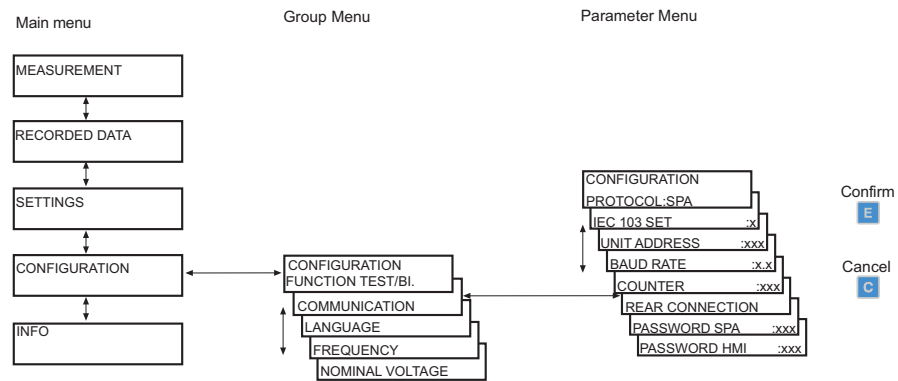 Main menu
Group Menu
Parameter Menu
MEASUREMENT
RECORDED DATA
SETTINGS
CONFIGURATION
INFO
CONFIGURATION
FUNCTION TEST/BI.
COMMUNICATION
LANGUAGE
FREQUENCY
NOMINAL VOLTAGE
CONFIGURATION
PROTOCOL:SPA
IEC 103 SET :x
UNIT ADDRESS :xxx
BAUD RATE :x.x
COUNTER :xxx
REAR CONNECTION
PASSWORD SPA :xxx
PASSWORD HMI :xxx
Confirm
E
Cancel
C